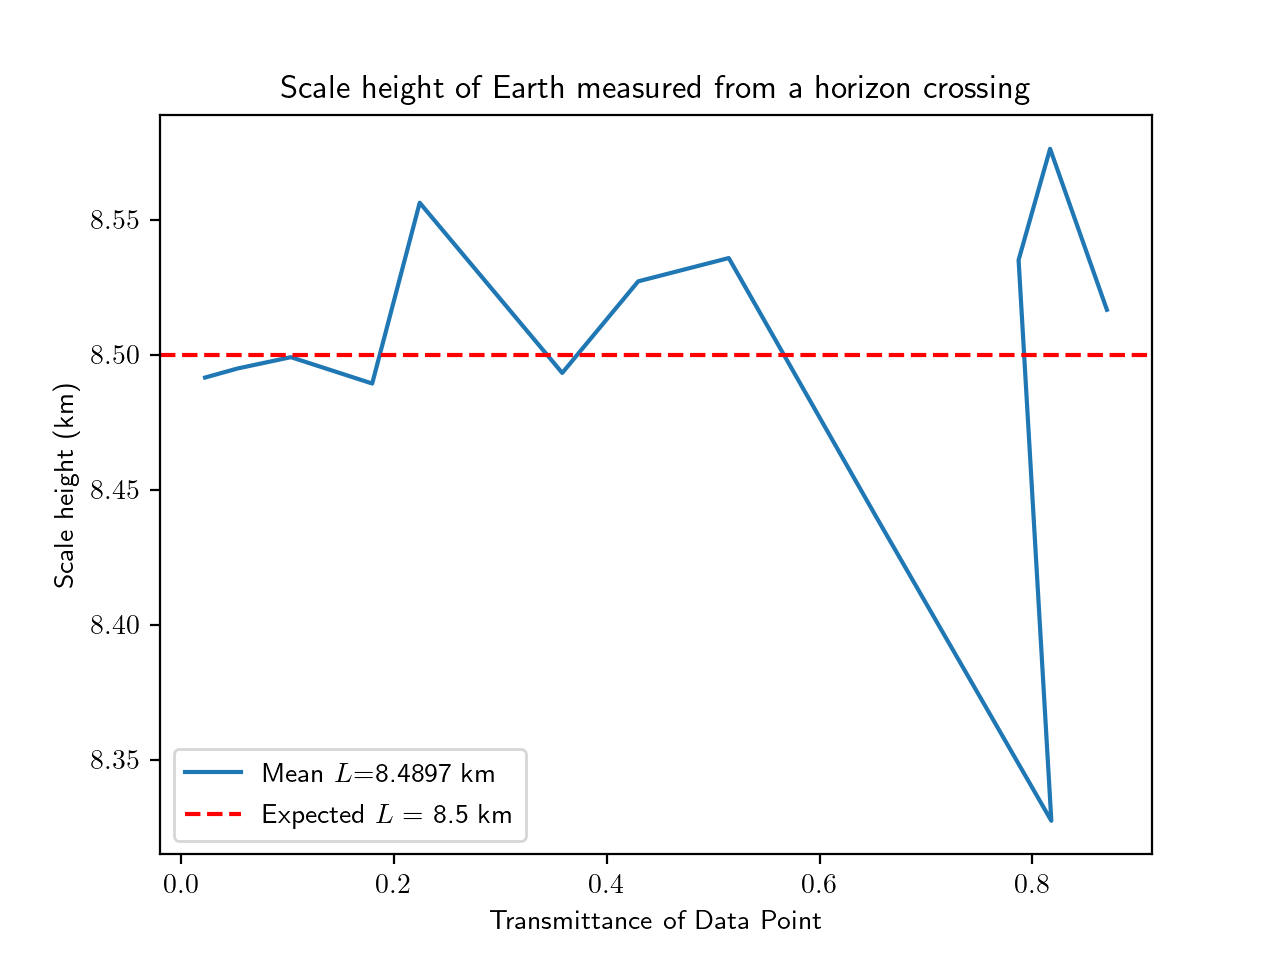 Scale height of Earth measured from a horizon crossing
Scale height (km)
8.55
8.50
8.45
8.40
8.35
Mean L=8.4897 km
Expected L = 8.5 km
0.0 0.2 0.4 0.6 0.8
Transmittance of Data Point